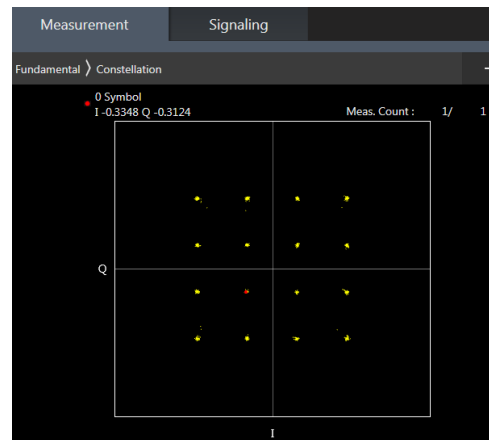 Measurement Signaling
Fundamental 〉 Constellation
0 Symbol
I -0.3348 Q -0.3124 Meas. Count : 1/ 1
Q
I